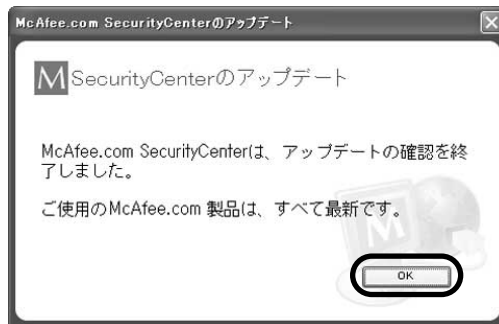 McAfee.com SecurityCenterのアップデート
M SecurityCenterのアップデート
McAfee.com SecurityCenterは、アップデートの確認を終
了しました。
ご使用のMcAfee.com 製品は、すべて最新です。
OK